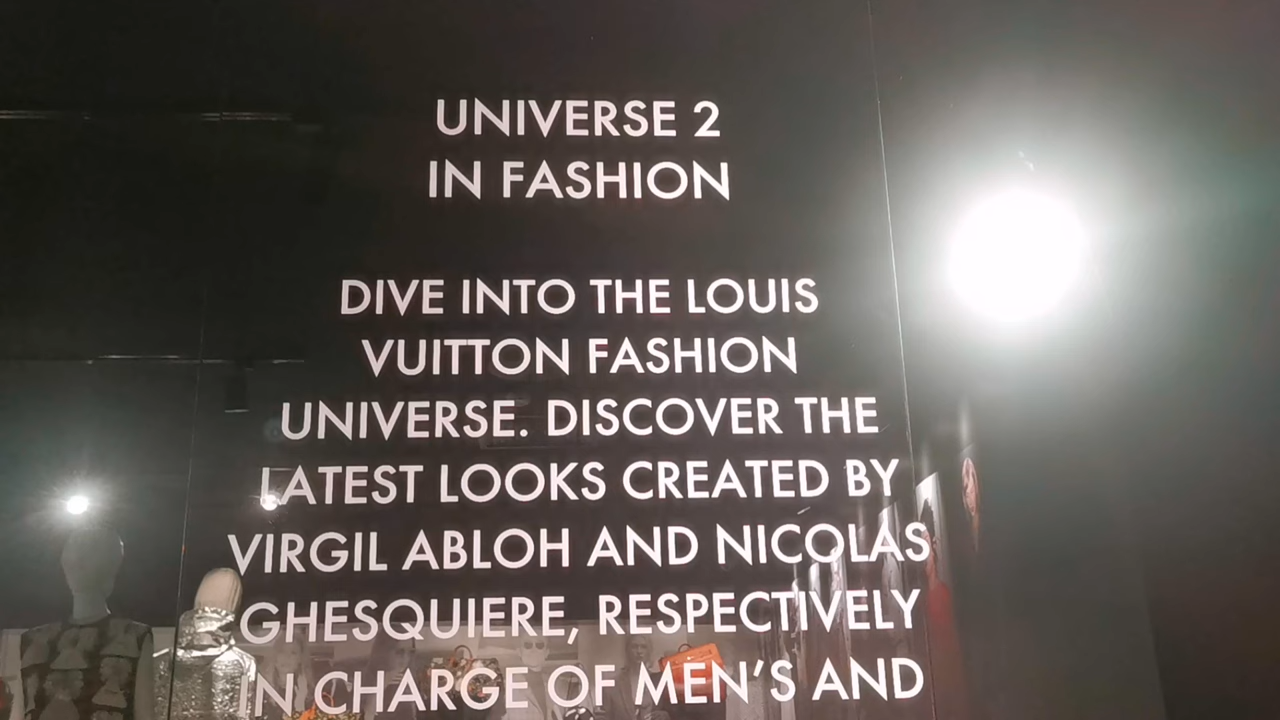 UNIVERSE 2
IN FASHION
DIVE INTO THE LOUIS
VUITTON FASHION
UNIVERSE. DISCOVER THE
LATEST LOOKS CREATED BY
VIRGIL ABLOH AND NICOLAS
GHESQUIERE, RESPECTIVELY
IN CHARGE OF MEN'S AND